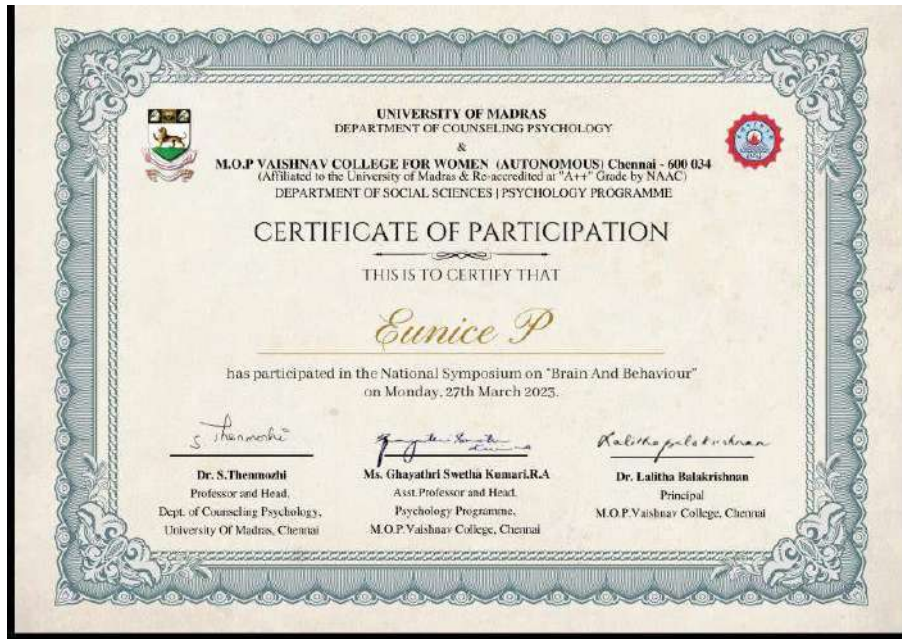 UNIVERSITY OF MADRAS
DEPARTMENT OF COUNSELING PSYCHOLOGY
&
M.O.P VAISHNAV COLLEGE FOR WOMEN (AUTONOMOUS) Chennai - 600 034
(Affiliated to the University of Madras & Re-accredited at "A++" Grade by NAAC)
DEPARTMENT OF SOCIAL SCIENCES | PSYCHOLOGY PROGRAMME
CERTIFICATE OF PARTICIPATION
THIS IS TO CERTIFY THAT
Eunice P
has participated in the National Symposium on "Brain And Behaviour"
on Monday, 27th March 2023.
S Thenmozhi
Lalithapalakrishnan
Dr. S.Thenmozhi
Professor and Head,
Dept. of Counseling Psychology,
University Of Madras, Chennai
Ms. Ghayathri Swetha Kumari.R.A
Asst.Professor and Head,
Psychology Programme,
M.O.P.Vaishnav College, Chennai
Dr. Lalitha Balakrishnan
Principal
M.O.P.Vaishnav College, Chennai